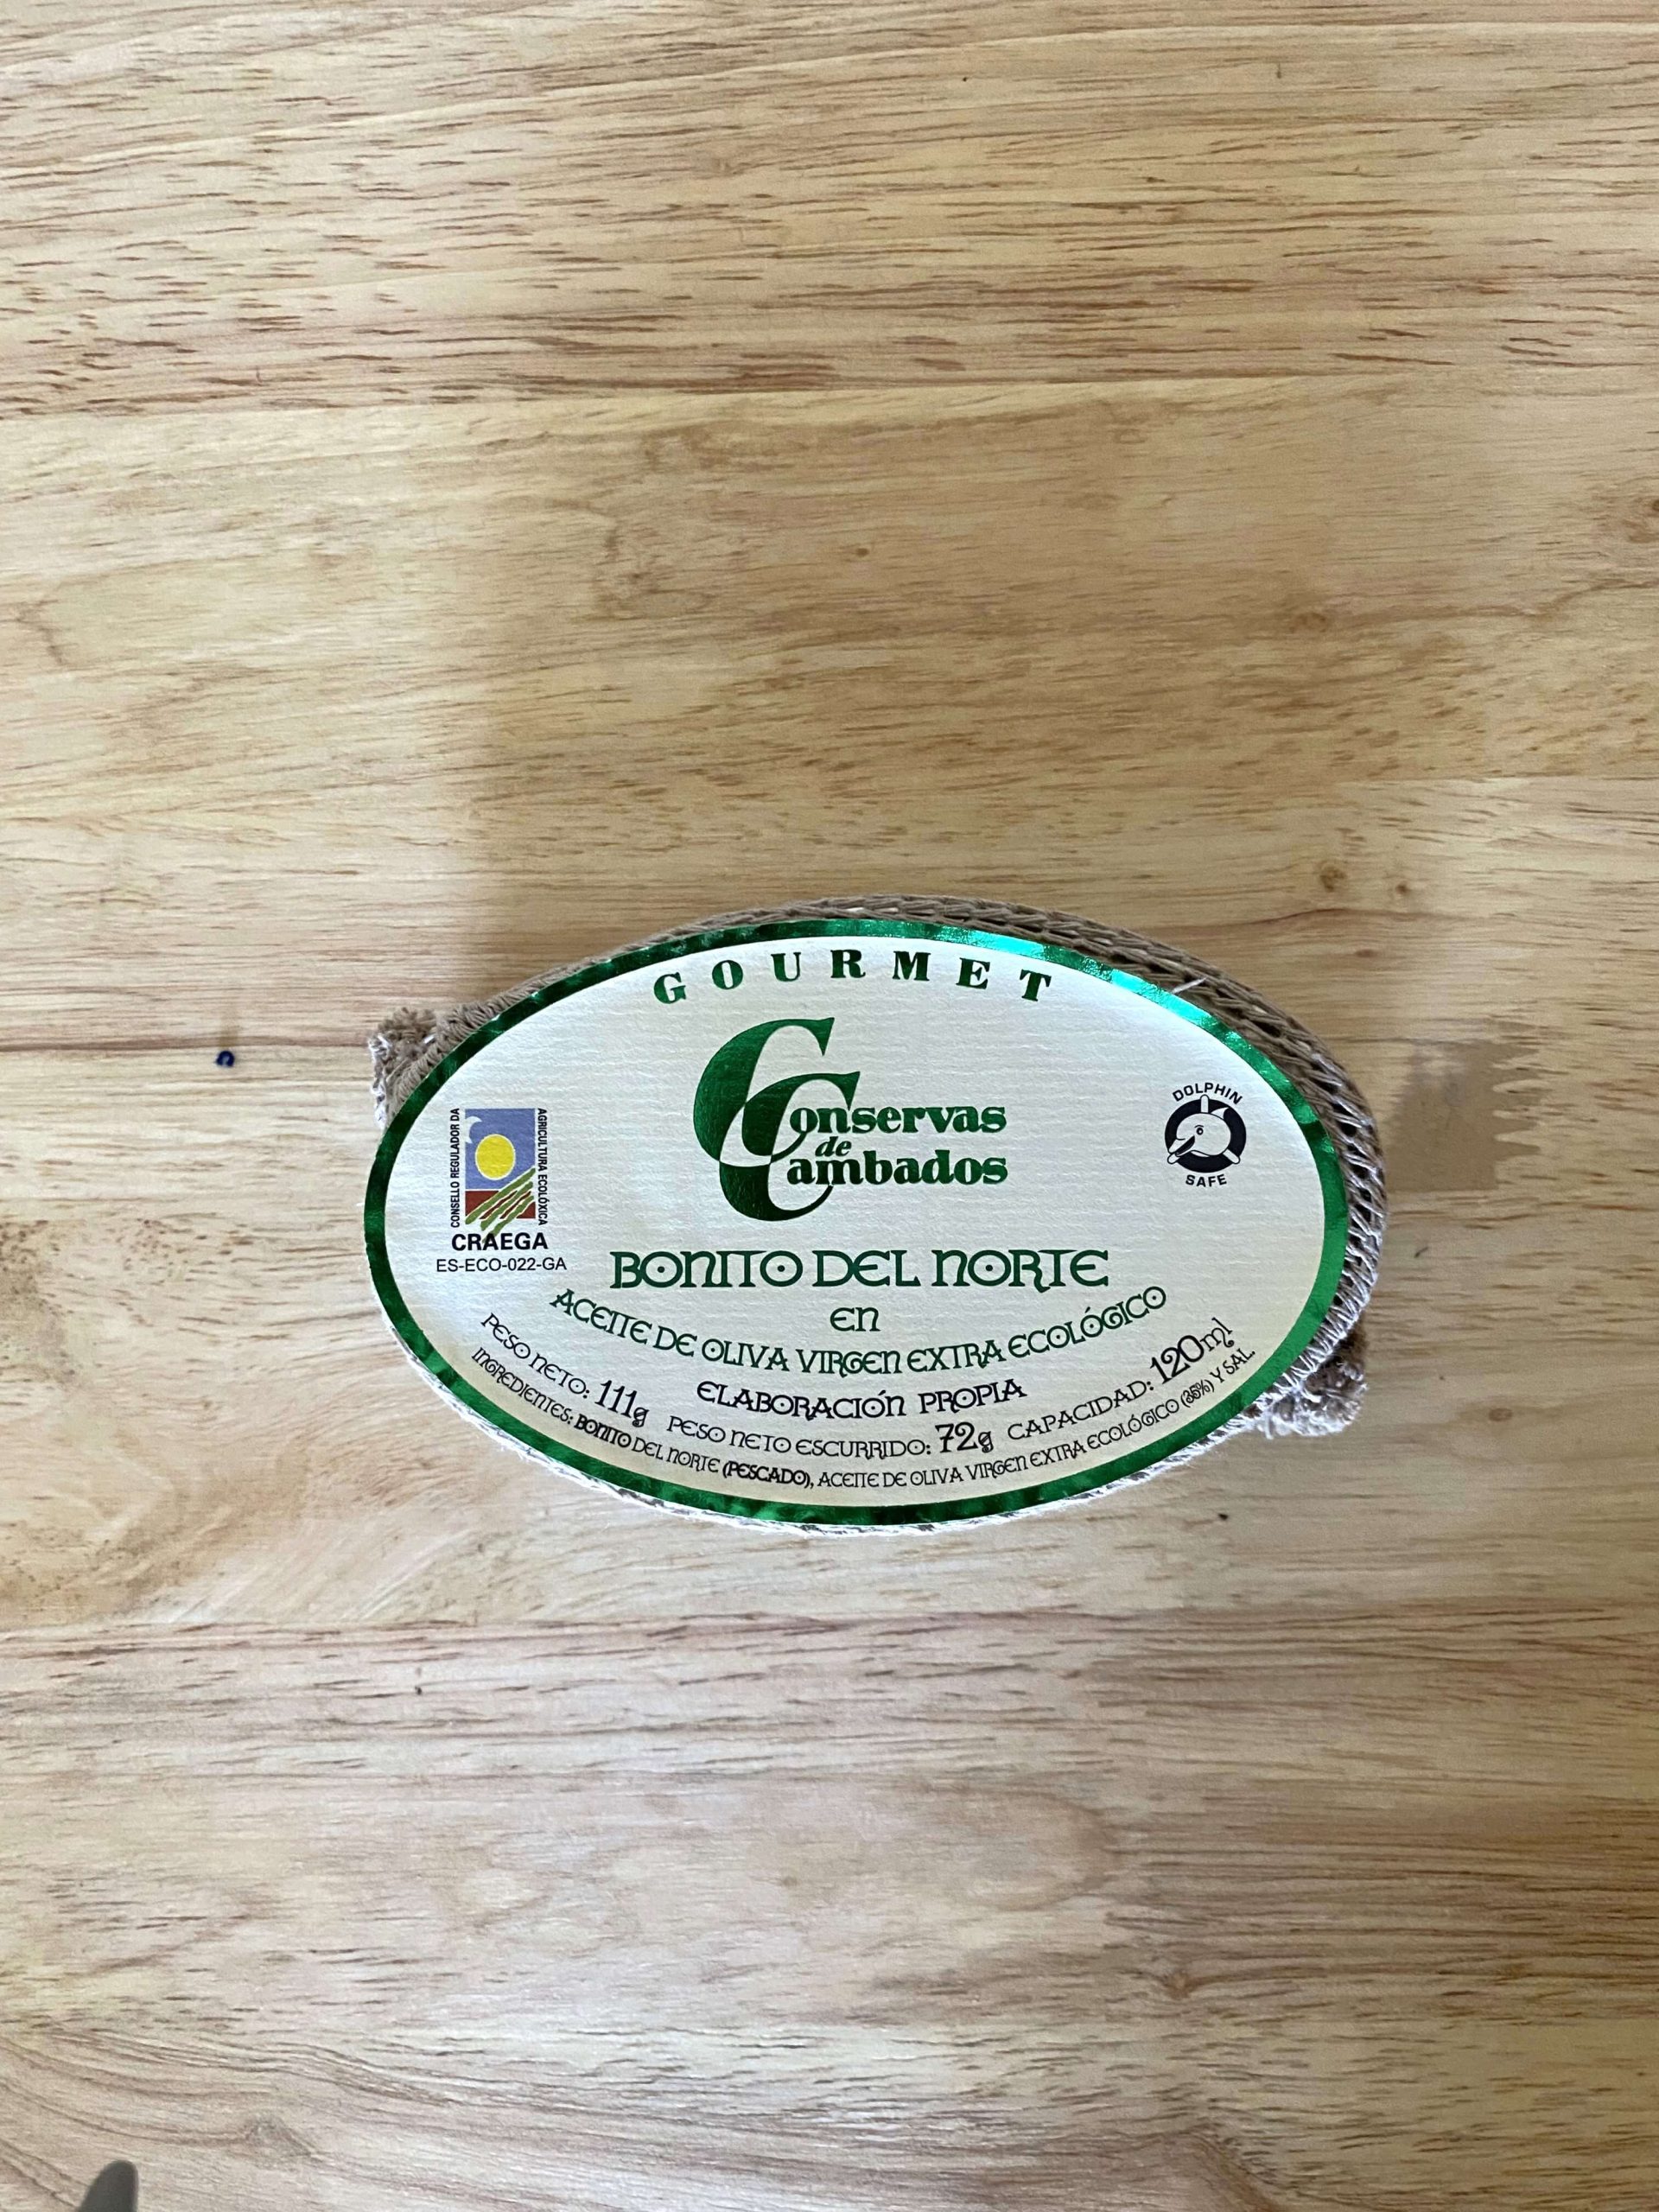 GOURMET
Conservas
de
Cambados
CONSELLO REGULADOR DA
AGRICULTURA ECOLÓXICA
CRAEGA
ES-ECO-022-GA
DOLPHIN
SAFE
BONITO DEL NORTE
EN
ACEITE DE OLIVA VIRGEN EXTRA ECOLÓGICO
ELABORACIÓN PROPIA
PESO NETO: 111g PESO NETO ESCURRIDO: 72g CAPACIDAD: 120ml
INGREDIENTES: BONITO DEL NORTE (PESCADO), ACEITE DE OLIVA VIRGEN EXTRA ECOLÓGICO (35%) Y SAL